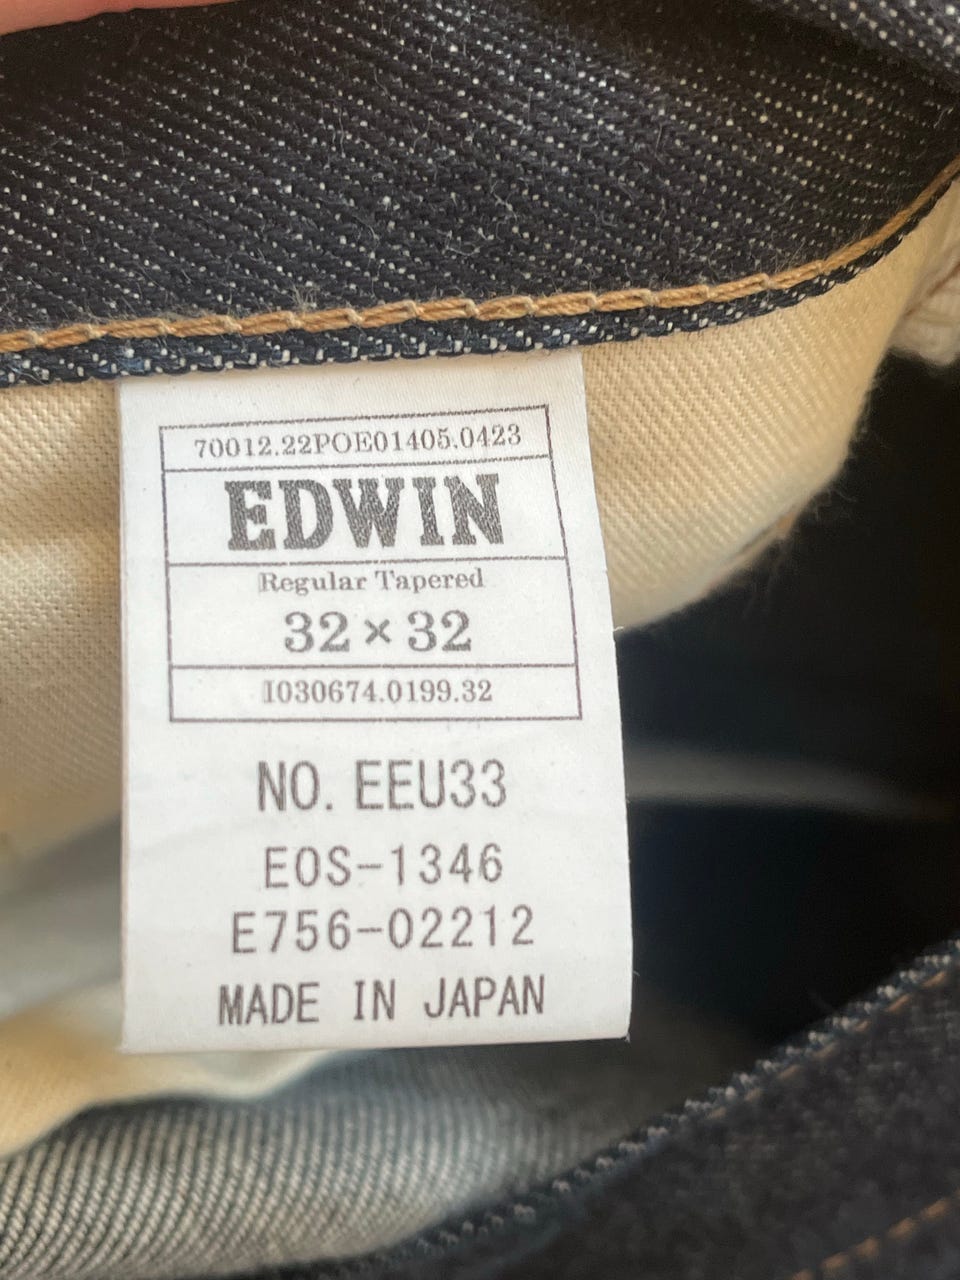 70012.22POE01405.0423
EDWIN
Regular Tapered
32×32
I030674.0199.32
NO. EEU33
EOS-1346
E756-02212
MADE IN JAPAN